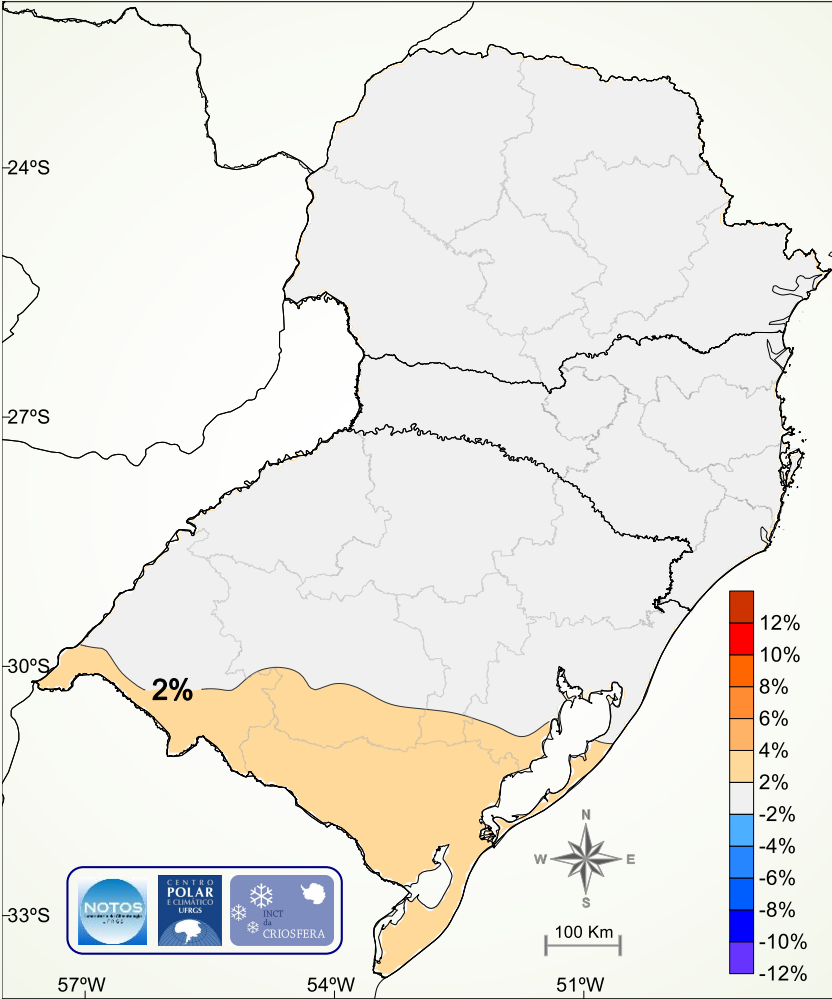 24ºS
27ºS
30ºS
2%
33ºS
57ºW
54ºW
51ºW
12%
10%
8%
6%
4%
2%
-2%
-4%
-6%
-8%
-10%
-12%
N
W E
S
100 Km
NOTOS
UFRGS
CENTRO
POLAR
E CLIMÁTICO
UFRGS
INCT
da
CRIOSFERA